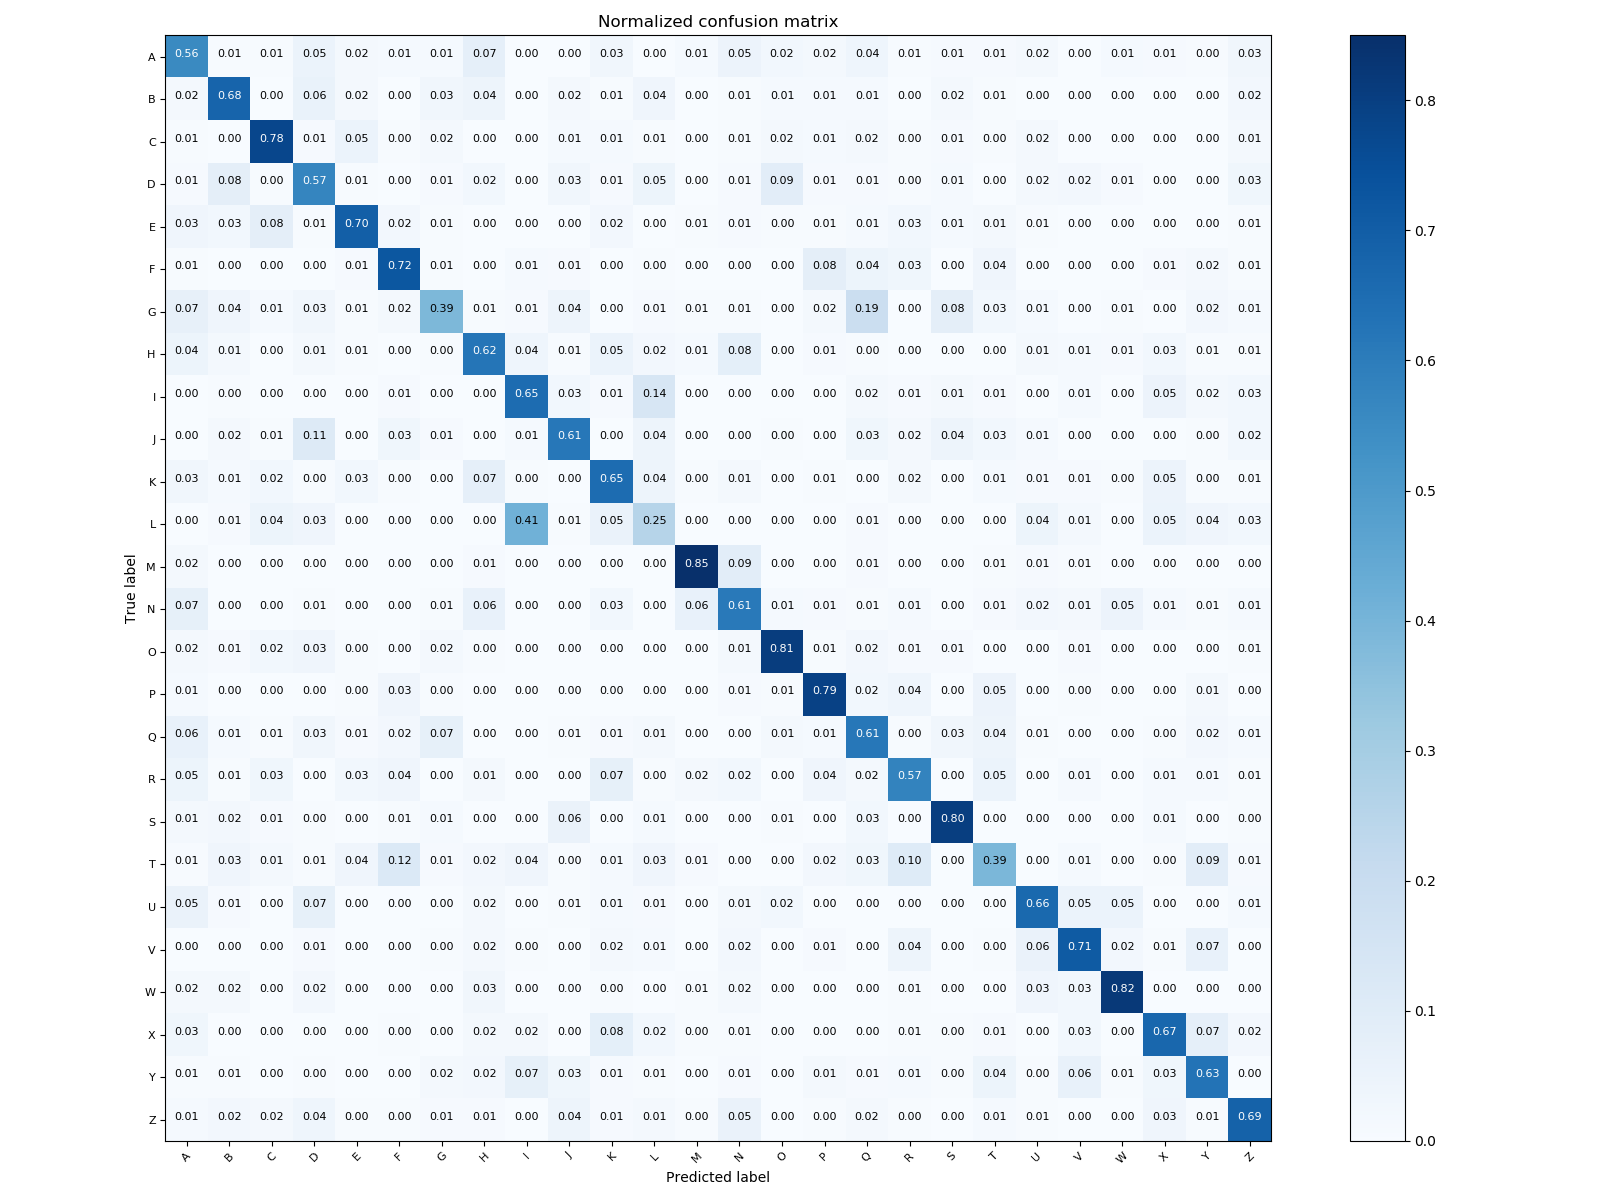 Normalized confusion matrix
A 0.56 0.01 0.01 0.05 0.02 0.01 0.01 0.07 0.00 0.00 0.03 0.00 0.01 0.05 0.02 0.02 0.04 0.01 0.01 0.01 0.02 0.00 0.01 0.01 0.00 0.03
B 0.02 0.68 0.00 0.06 0.02 0.00 0.03 0.04 0.00 0.02 0.01 0.04 0.00 0.01 0.01 0.01 0.01 0.00 0.02 0.01 0.00 0.00 0.00 0.00 0.00 0.02
C 0.01 0.00 0.78 0.01 0.05 0.00 0.02 0.00 0.00 0.01 0.01 0.01 0.00 0.00 0.02 0.01 0.02 0.00 0.01 0.00 0.02 0.00 0.00 0.00 0.00 0.01
D 0.01 0.08 0.00 0.57 0.01 0.00 0.01 0.02 0.00 0.03 0.01 0.05 0.00 0.01 0.09 0.01 0.01 0.00 0.01 0.00 0.02 0.02 0.01 0.00 0.00 0.03
E 0.03 0.03 0.08 0.01 0.70 0.02 0.01 0.00 0.00 0.00 0.02 0.00 0.01 0.01 0.00 0.01 0.01 0.03 0.01 0.01 0.01 0.00 0.00 0.00 0.00 0.01
F 0.01 0.00 0.00 0.00 0.01 0.72 0.01 0.00 0.01 0.01 0.00 0.00 0.00 0.00 0.00 0.08 0.04 0.03 0.00 0.04 0.00 0.00 0.00 0.01 0.02 0.01
G 0.07 0.04 0.01 0.03 0.01 0.02 0.39 0.01 0.01 0.04 0.00 0.01 0.01 0.01 0.00 0.02 0.19 0.00 0.08 0.03 0.01 0.00 0.01 0.00 0.02 0.01
H 0.04 0.01 0.00 0.01 0.01 0.00 0.00 0.62 0.04 0.01 0.05 0.02 0.01 0.08 0.00 0.01 0.00 0.00 0.00 0.00 0.01 0.01 0.01 0.03 0.01 0.01
I 0.00 0.00 0.00 0.00 0.00 0.01 0.00 0.00 0.65 0.03 0.01 0.14 0.00 0.00 0.00 0.00 0.02 0.01 0.01 0.01 0.00 0.01 0.00 0.05 0.02 0.03
J 0.00 0.02 0.01 0.11 0.00 0.03 0.01 0.00 0.01 0.61 0.00 0.04 0.00 0.00 0.00 0.00 0.03 0.02 0.04 0.03 0.01 0.00 0.00 0.00 0.00 0.02
K 0.03 0.01 0.02 0.00 0.03 0.00 0.00 0.07 0.00 0.00 0.65 0.04 0.00 0.01 0.00 0.01 0.00 0.02 0.00 0.01 0.01 0.01 0.00 0.05 0.00 0.01
L 0.00 0.01 0.04 0.03 0.00 0.00 0.00 0.00 0.41 0.01 0.05 0.25 0.00 0.00 0.00 0.00 0.01 0.00 0.00 0.00 0.04 0.01 0.00 0.05 0.04 0.03
M 0.02 0.00 0.00 0.00 0.00 0.00 0.00 0.01 0.00 0.00 0.00 0.00 0.85 0.09 0.00 0.00 0.01 0.00 0.00 0.01 0.01 0.01 0.00 0.00 0.00 0.00
N 0.07 0.00 0.00 0.01 0.00 0.00 0.01 0.06 0.00 0.00 0.03 0.00 0.06 0.61 0.01 0.01 0.01 0.01 0.00 0.01 0.02 0.01 0.05 0.01 0.01 0.01
O 0.02 0.01 0.02 0.03 0.00 0.00 0.02 0.00 0.00 0.00 0.00 0.00 0.00 0.01 0.81 0.01 0.02 0.01 0.01 0.00 0.00 0.01 0.00 0.00 0.00 0.01
P 0.01 0.00 0.00 0.00 0.00 0.03 0.00 0.00 0.00 0.00 0.00 0.00 0.00 0.01 0.01 0.79 0.02 0.04 0.00 0.05 0.00 0.00 0.00 0.00 0.01 0.00
Q 0.06 0.01 0.01 0.03 0.01 0.02 0.07 0.00 0.00 0.01 0.01 0.01 0.00 0.00 0.01 0.01 0.61 0.00 0.03 0.04 0.01 0.00 0.00 0.00 0.02 0.01
R 0.05 0.01 0.03 0.00 0.03 0.04 0.00 0.01 0.00 0.00 0.07 0.00 0.02 0.02 0.00 0.04 0.02 0.57 0.00 0.05 0.00 0.01 0.00 0.01 0.01 0.01
S 0.01 0.02 0.01 0.00 0.00 0.01 0.01 0.00 0.00 0.06 0.00 0.01 0.00 0.00 0.01 0.00 0.03 0.00 0.80 0.00 0.00 0.00 0.00 0.01 0.00 0.00
T 0.01 0.03 0.01 0.01 0.04 0.12 0.01 0.02 0.04 0.00 0.01 0.03 0.01 0.00 0.00 0.02 0.03 0.10 0.00 0.39 0.00 0.01 0.00 0.00 0.09 0.01
U 0.05 0.01 0.00 0.07 0.00 0.00 0.00 0.02 0.00 0.01 0.01 0.01 0.00 0.01 0.02 0.00 0.00 0.00 0.00 0.00 0.66 0.05 0.05 0.00 0.00 0.01
V 0.00 0.00 0.00 0.01 0.00 0.00 0.00 0.02 0.00 0.00 0.02 0.01 0.00 0.02 0.00 0.01 0.00 0.04 0.00 0.00 0.06 0.71 0.02 0.01 0.07 0.00
W 0.02 0.02 0.00 0.02 0.00 0.00 0.00 0.03 0.00 0.00 0.00 0.00 0.01 0.02 0.00 0.00 0.00 0.01 0.00 0.00 0.03 0.03 0.82 0.00 0.00 0.00
X 0.03 0.00 0.00 0.00 0.00 0.00 0.00 0.02 0.02 0.00 0.08 0.02 0.00 0.01 0.00 0.00 0.00 0.01 0.00 0.01 0.00 0.03 0.00 0.67 0.07 0.02
Y 0.01 0.01 0.00 0.00 0.00 0.00 0.02 0.02 0.07 0.03 0.01 0.01 0.00 0.01 0.00 0.01 0.01 0.01 0.00 0.04 0.00 0.06 0.01 0.03 0.63 0.00
Z 0.01 0.02 0.02 0.04 0.00 0.00 0.01 0.01 0.00 0.04 0.01 0.01 0.00 0.05 0.00 0.00 0.02 0.00 0.00 0.01 0.01 0.00 0.00 0.03 0.01 0.69
A B C D E F G H I J K L M N O P Q R S T U V W X Y Z
Predicted label
True label
0.8
0.7
0.6
0.5
0.4
0.3
0.2
0.1
0.0